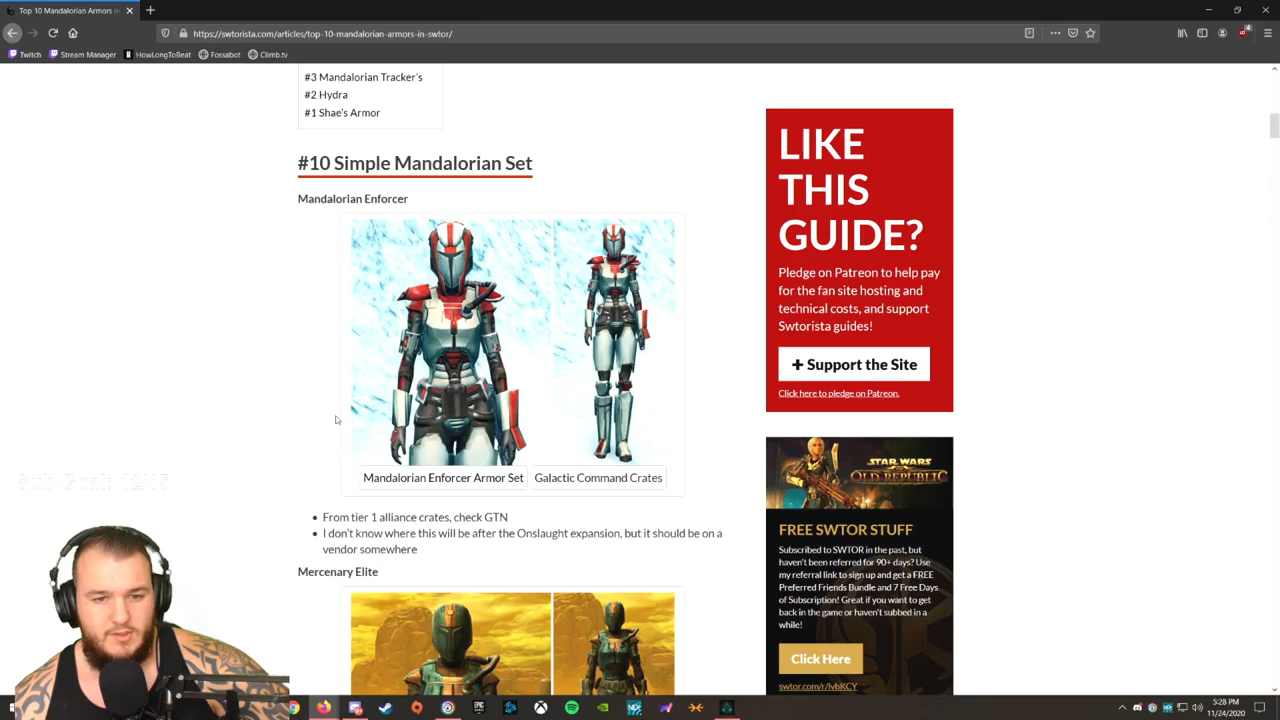 Top 10 Mandalorian Armors In
https://swtorista.com/articles/top-10-mandalorian-armors-in-swtor/
Twitch
Stream Manager
HowLongToBeat
Fossabot
Climb.tv
#3 Mandalorian Tracker's
#2 Hydra
#1 Shae's Armor
#10 Simple Mandalorian Set
Mandalorian Enforcer
Mandalorian Enforcer Armor Set
Galactic Command Crates
From tier 1 alliance crates, check GTN
I don't know where this will be after the Onslaught expansion, but it should be on a
vendor somewhere
Mercenary Elite
LIKE
THIS
GUIDE?
Pledge on Patreon to help pay
for the fan site hosting and
technical costs, and support
Swtorista guides!
+ Support the Site
Click here to pledge on Patreon.
STAR WARS
THE OLD REPUBLIC
FREE SWTOR STUFF
Subscribed to SWTOR in the past, but
haven't been referred for 90+ days? Use
my referral link to sign up and get a FREE
Preferred Friends Bundle and 7 Free Days
of Subscription! Great if you want to get
back in the game or haven't subbed in a
while!
Click Here
swtor.com/r/lvbKCY
5:28 PM
11/24/2020